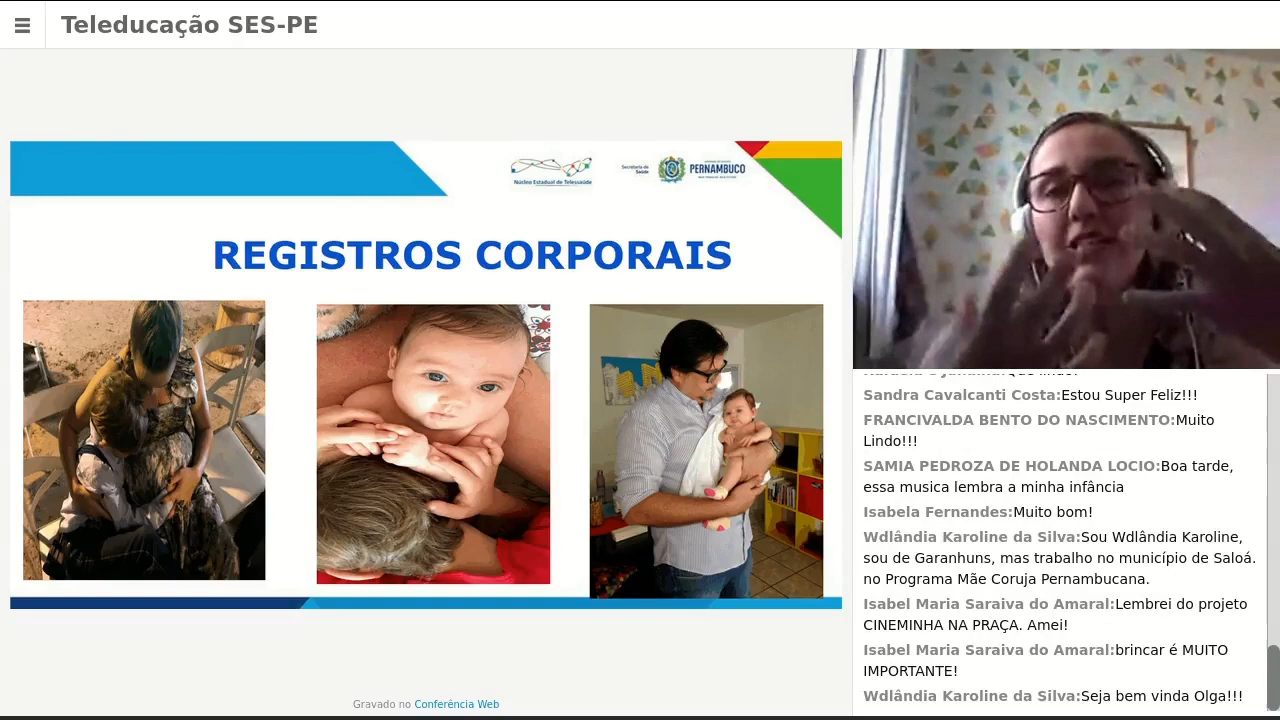 Teleducação SES-PE
Núcleo Estadual de Telessaúde
Secretaria de
Saúde
PERNAMBUCO
REGISTROS CORPORAIS
Gravado no Conferência Web
Sandra Cavalcanti Costa:Estou Super Feliz!!!
FRANCIVALDA BENTO DO NASCIMENTO:Muito
Lindo!!!
SAMIA PEDROZA DE HOLANDA LOCIO:Boa tarde,
essa musica lembra a minha infância
Isabela Fernandes:Muito bom!
Wdlândia Karoline da Silva:Sou Wdlândia Karoline,
sou de Garanhuns, mas trabalho no município de Saloá.
no Programa Mãe Coruja Pernambucana.
Isabel Maria Saraiva do Amaral:Lembrei do projeto
CINEMINHA NA PRAÇA. Amei!
Isabel Maria Saraiva do Amaral:brincar é MUITO
IMPORTANTE!
Wdlândia Karoline da Silva:Seja bem vinda Olga!!!